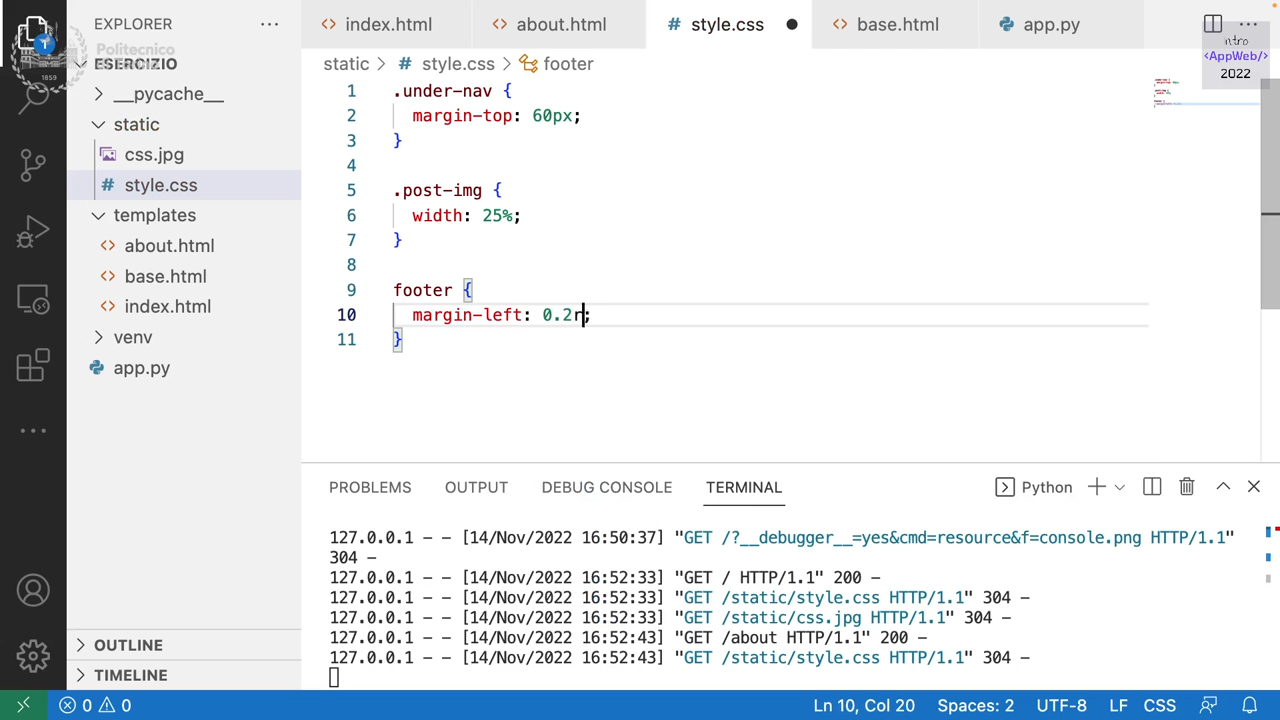 EXPLORER
index.html
about.html
style.css
base.html
app.py
ntro
<AppWeb/>
2022
Politecnico
1859
ESERCIZIO
__pycache__
static
css.jpg
style.css
templates
about.html
base.html
index.html
venv
app.py
OUTLINE
TIMELINE
static > # style.css > footer
1 .under-nav {
2 margin-top: 60px;
3 }
4
5 .post-img {
6 width: 25%;
7 }
8
9 footer {
10 margin-left: 0.2r;
11 }
PROBLEMS OUTPUT DEBUG CONSOLE TERMINAL Python
127.0.0.1 - - [14/Nov/2022 16:50:37] "GET /?__debugger__=yes&cmd=resource&f=console.png HTTP/1.1"
304 -
127.0.0.1 - - [14/Nov/2022 16:52:33] "GET / HTTP/1.1" 200 -
127.0.0.1 - - [14/Nov/2022 16:52:33] "GET /static/style.css HTTP/1.1" 304 -
127.0.0.1 - - [14/Nov/2022 16:52:33] "GET /static/css.jpg HTTP/1.1" 304 -
127.0.0.1 - - [14/Nov/2022 16:52:43] "GET /about HTTP/1.1" 200 -
127.0.0.1 - - [14/Nov/2022 16:52:43] "GET /static/style.css HTTP/1.1" 304 -
0 0 Ln 10, Col 20 Spaces: 2 UTF-8 LF CSS